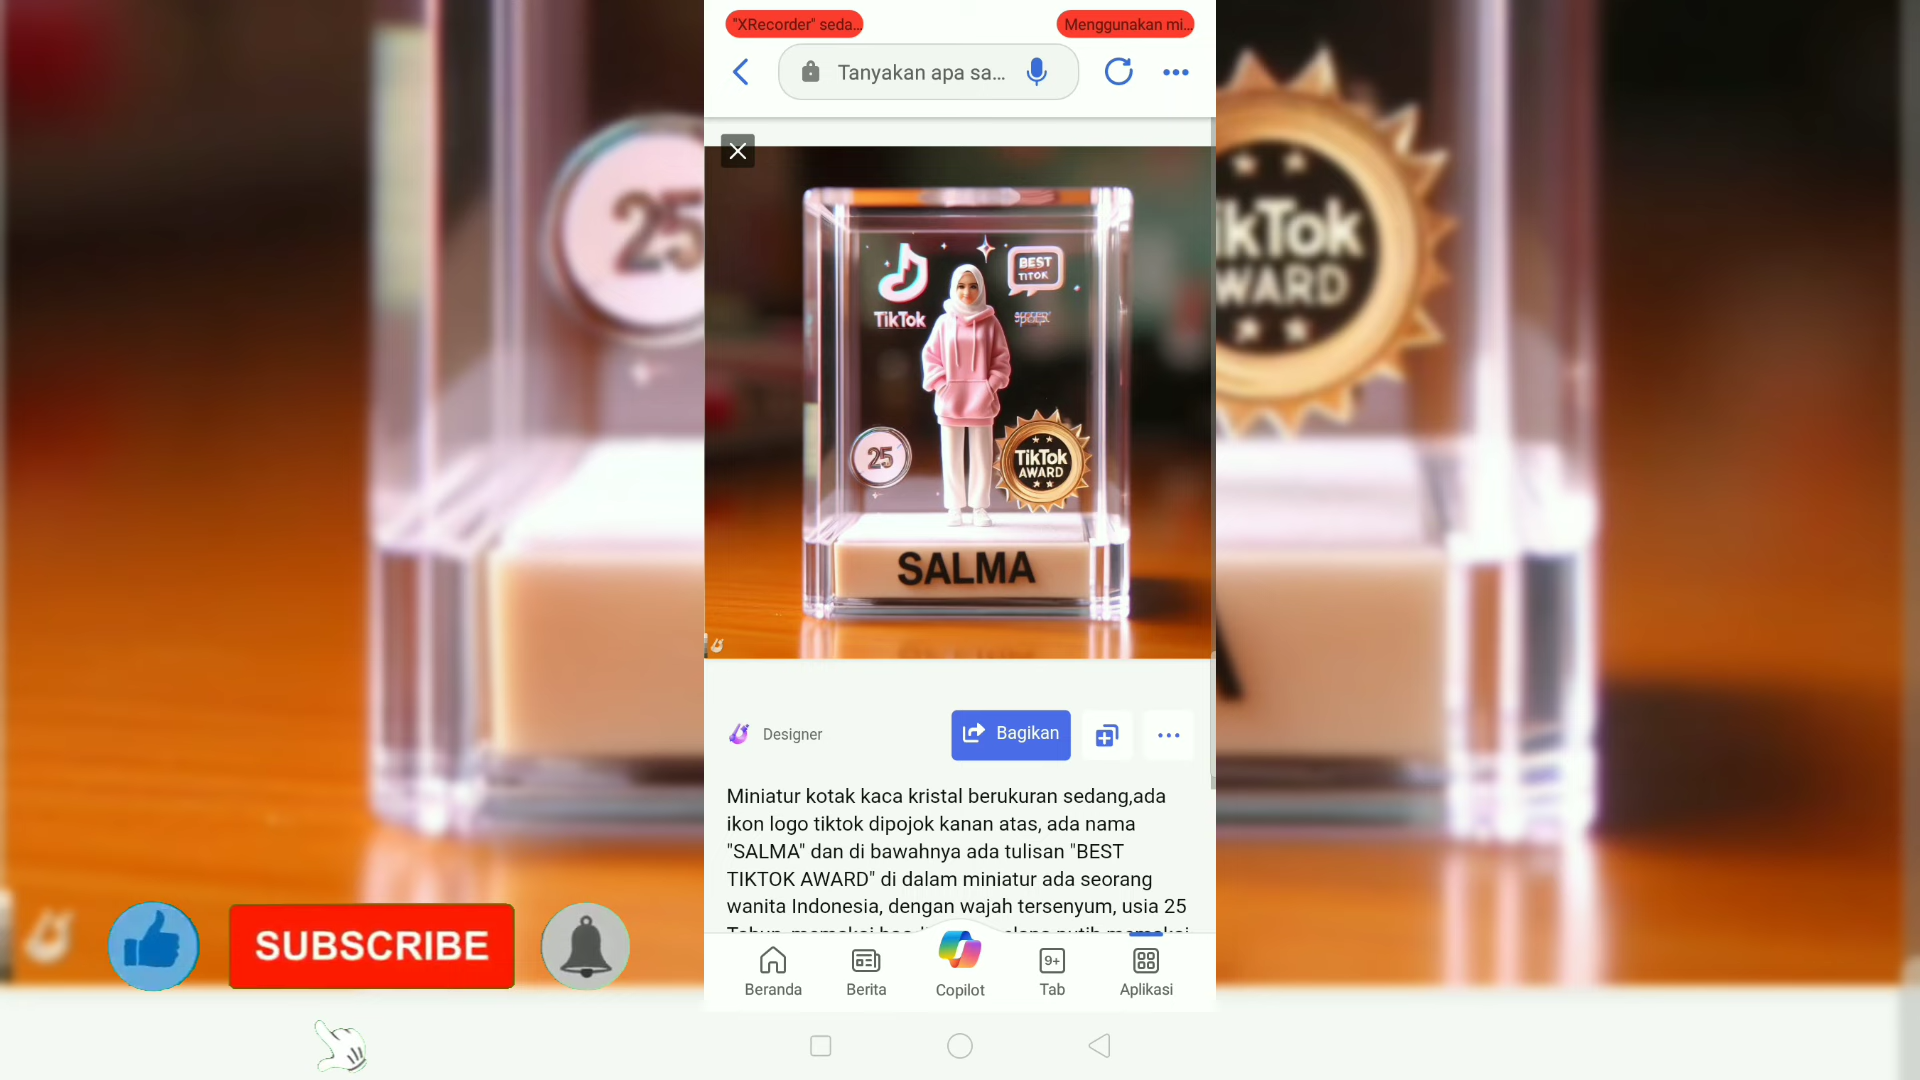 "XRecorder" seda...
Menggunakan mi...
Tanyakan apa sa...
BEST
TITOK
TikTok
25
TikTok
AWARD
SALMA
25
ikTok
WARD
Designer
Bagikan
Miniatur kotak kaca kristal berukuran sedang,ada
ikon logo tiktok dipojok kanan atas, ada nama
"SALMA" dan di bawahnya ada tulisan "BEST
TIKTOK AWARD" di dalam miniatur ada seorang
wanita Indonesia, dengan wajah tersenyum, usia 25
SUBSCRIBE
9+
Beranda
Berita
Copilot
Tab
Aplikasi